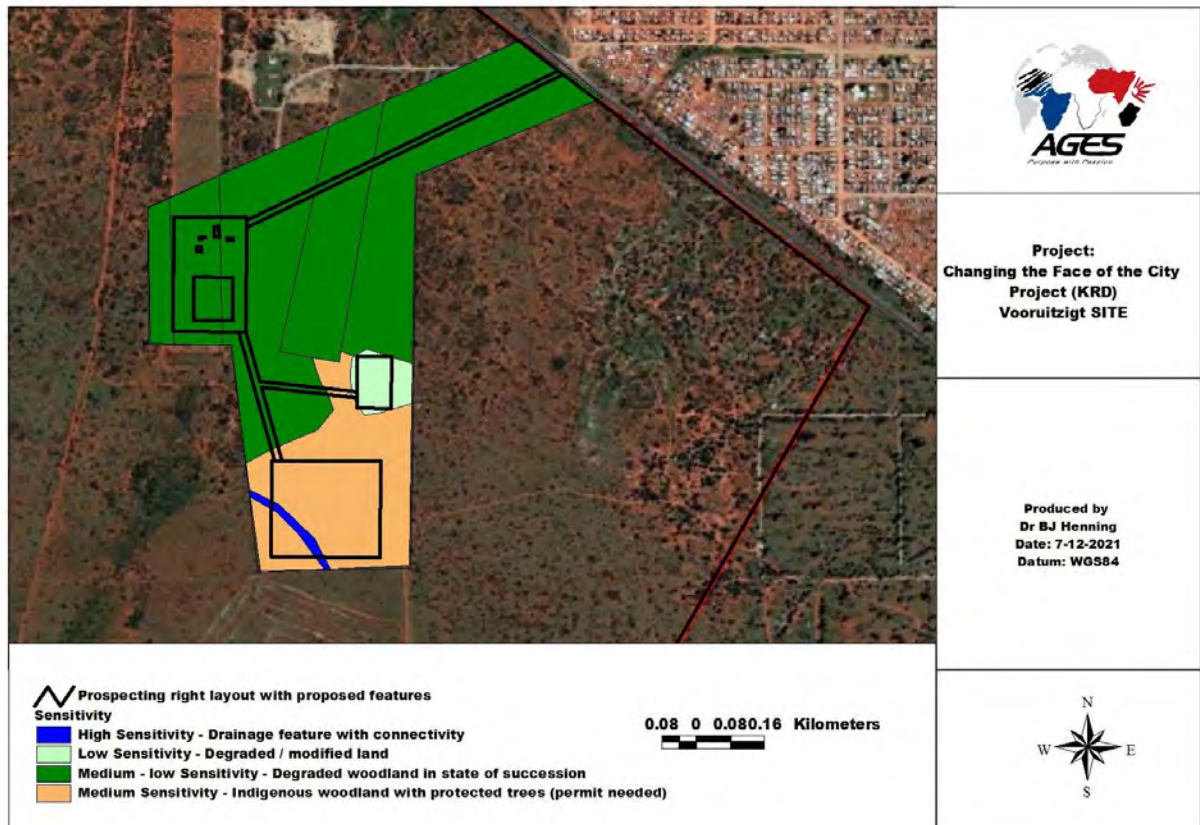 AGES
Purpose with Passion
Project:
Changing the Face of the City
Project (KRD)
Vooruitzigt SITE
Produced by
Dr BJ Henning
Date: 7-12-2021
Datum: WGS84
Prospecting right layout with proposed features
Sensitivity
High Sensitivity - Drainage feature with connectivity
Low Sensitivity - Degraded / modified land
Medium - low Sensitivity - Degraded woodland in state of succession
Medium Sensitivity - Indigenous woodland with protected trees (permit needed)
0.08 0 0.080.16 Kilometers
N
W E
S